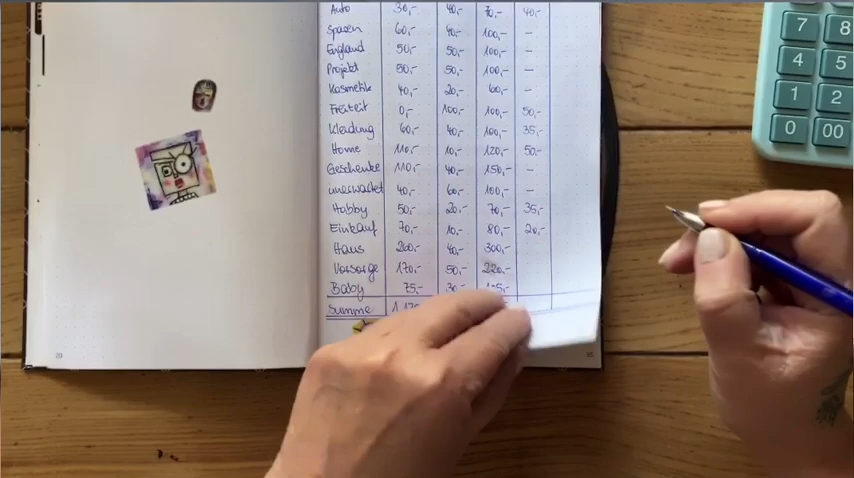 Auto 30,- 40,- 70,- 40,-
Sparen 60,- 40,- 100,- -
England 50,- 50,- 100,- -
Projekt 50,- 50,- 100,- -
Kosmetik 40,- 20,- 60,- -
Freizeit 0,- 100,- 100,- 50,-
Kleidung 60,- 40,- 100,- 35,-
Home 110,- 10,- 120,- 50,-
Geschenke 110,- 40,- 150,- -
unerwartet 40,- 60,- 100,- -
Hobby 50,- 20,- 70,- 35,-
Einkauf 70,- 10,- 80,- 20,-
Haus 260,- 40,- 300,-
Vorsorge 170,- 50,- 220,-
Baby 75,- 30,- 105,-
Summe
7 8
4 5
1 2
0 00